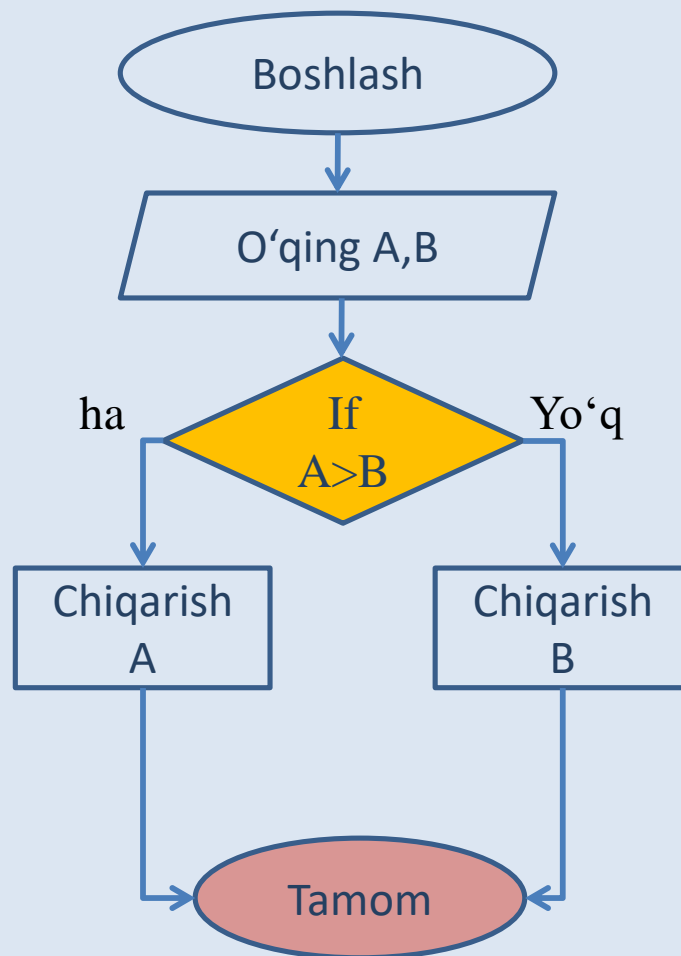 Boshlash
O‘qing A,B
ha
If
A>B
Yo‘q
Chiqarish
A
Chiqarish
B
Tamom